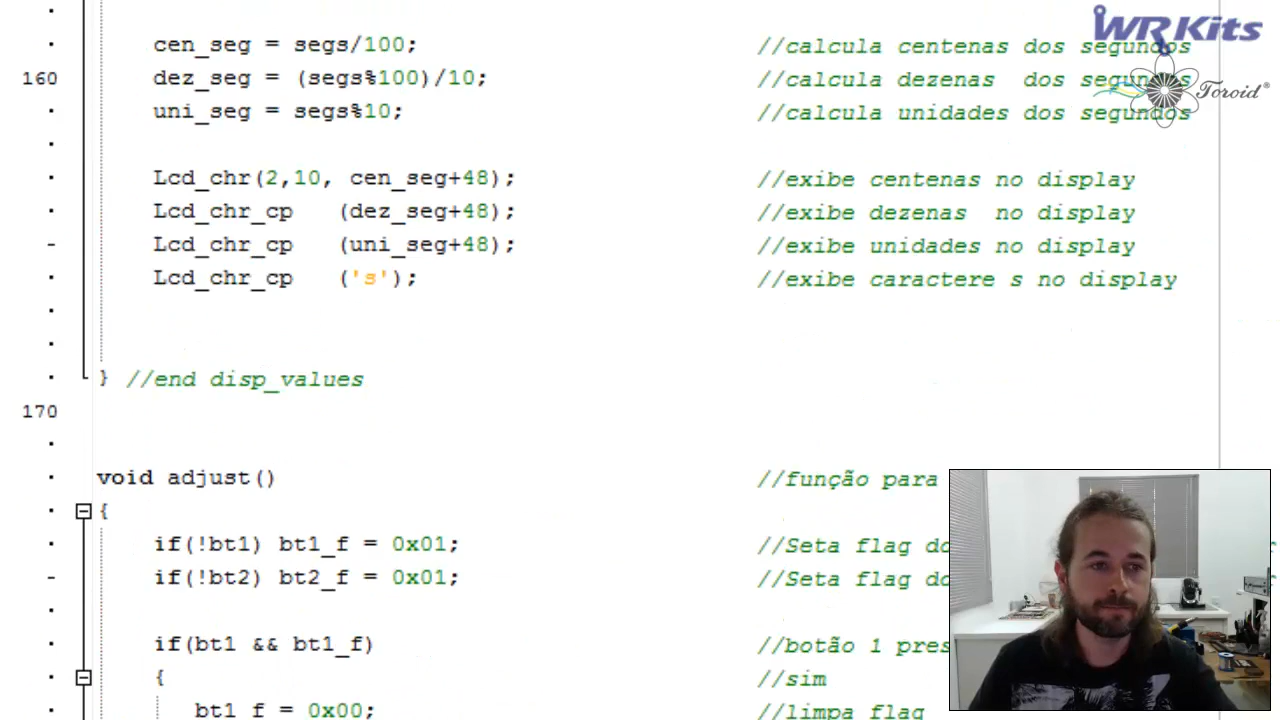 WR Kits
Toroid®
cen_seg = segs/100; //calcula centenas dos segundos
160 dez_seg = (segs%100)/10; //calcula dezenas dos segundos
uni_seg = segs%10; //calcula unidades dos segundos
Lcd_chr(2,10, cen_seg+48); //exibe centenas no display
Lcd_chr_cp (dez_seg+48); //exibe dezenas no display
Lcd_chr_cp (uni_seg+48); //exibe unidades no display
Lcd_chr_cp ('s'); //exibe caractere s no display
} //end disp_values
170
void adjust() //função para
{
if(!bt1) bt1_f = 0x01; //Seta flag do
if(!bt2) bt2_f = 0x01; //Seta flag do
if(bt1 && bt1_f) //botão 1 pres
{ //sim
bt1_f = 0x00; //limpa flag